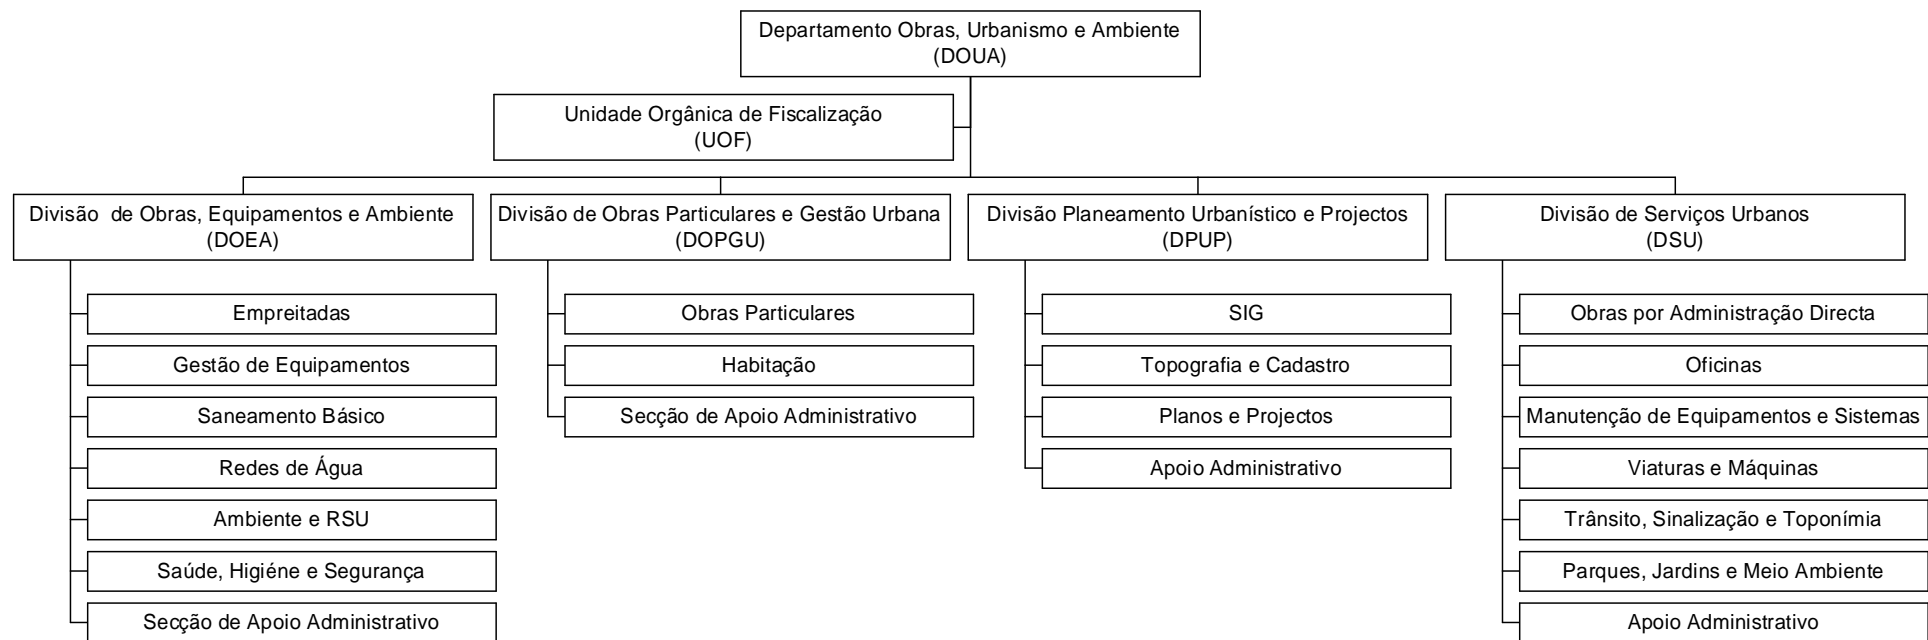 Departamento Obras, Urbanismo e Ambiente
(DOUA)
Unidade Orgânica de Fiscalização
(UOF)
Divisão  de Obras, Equipamentos e Ambiente
(DOEA)
Empreitadas
Gestão de Equipamentos
Saneamento Básico
Redes de Água
Ambiente e RSU
Saúde, Higiéne e Segurança
Secção de Apoio Administrativo
Divisão de Obras Particulares e Gestão Urbana
(DOPGU)
Obras Particulares
Habitação
Secção de Apoio Administrativo
Divisão Planeamento Urbanístico e Projectos
(DPUP)
SIG
Topografia e Cadastro
Planos e Projectos
Apoio Administrativo
Divisão de Serviços Urbanos
(DSU)
Obras por Administração Directa
Oficinas
Manutenção de Equipamentos e Sistemas
Viaturas e Máquinas
Trânsito, Sinalização e Toponímia
Parques, Jardins e Meio Ambiente
Apoio Administrativo